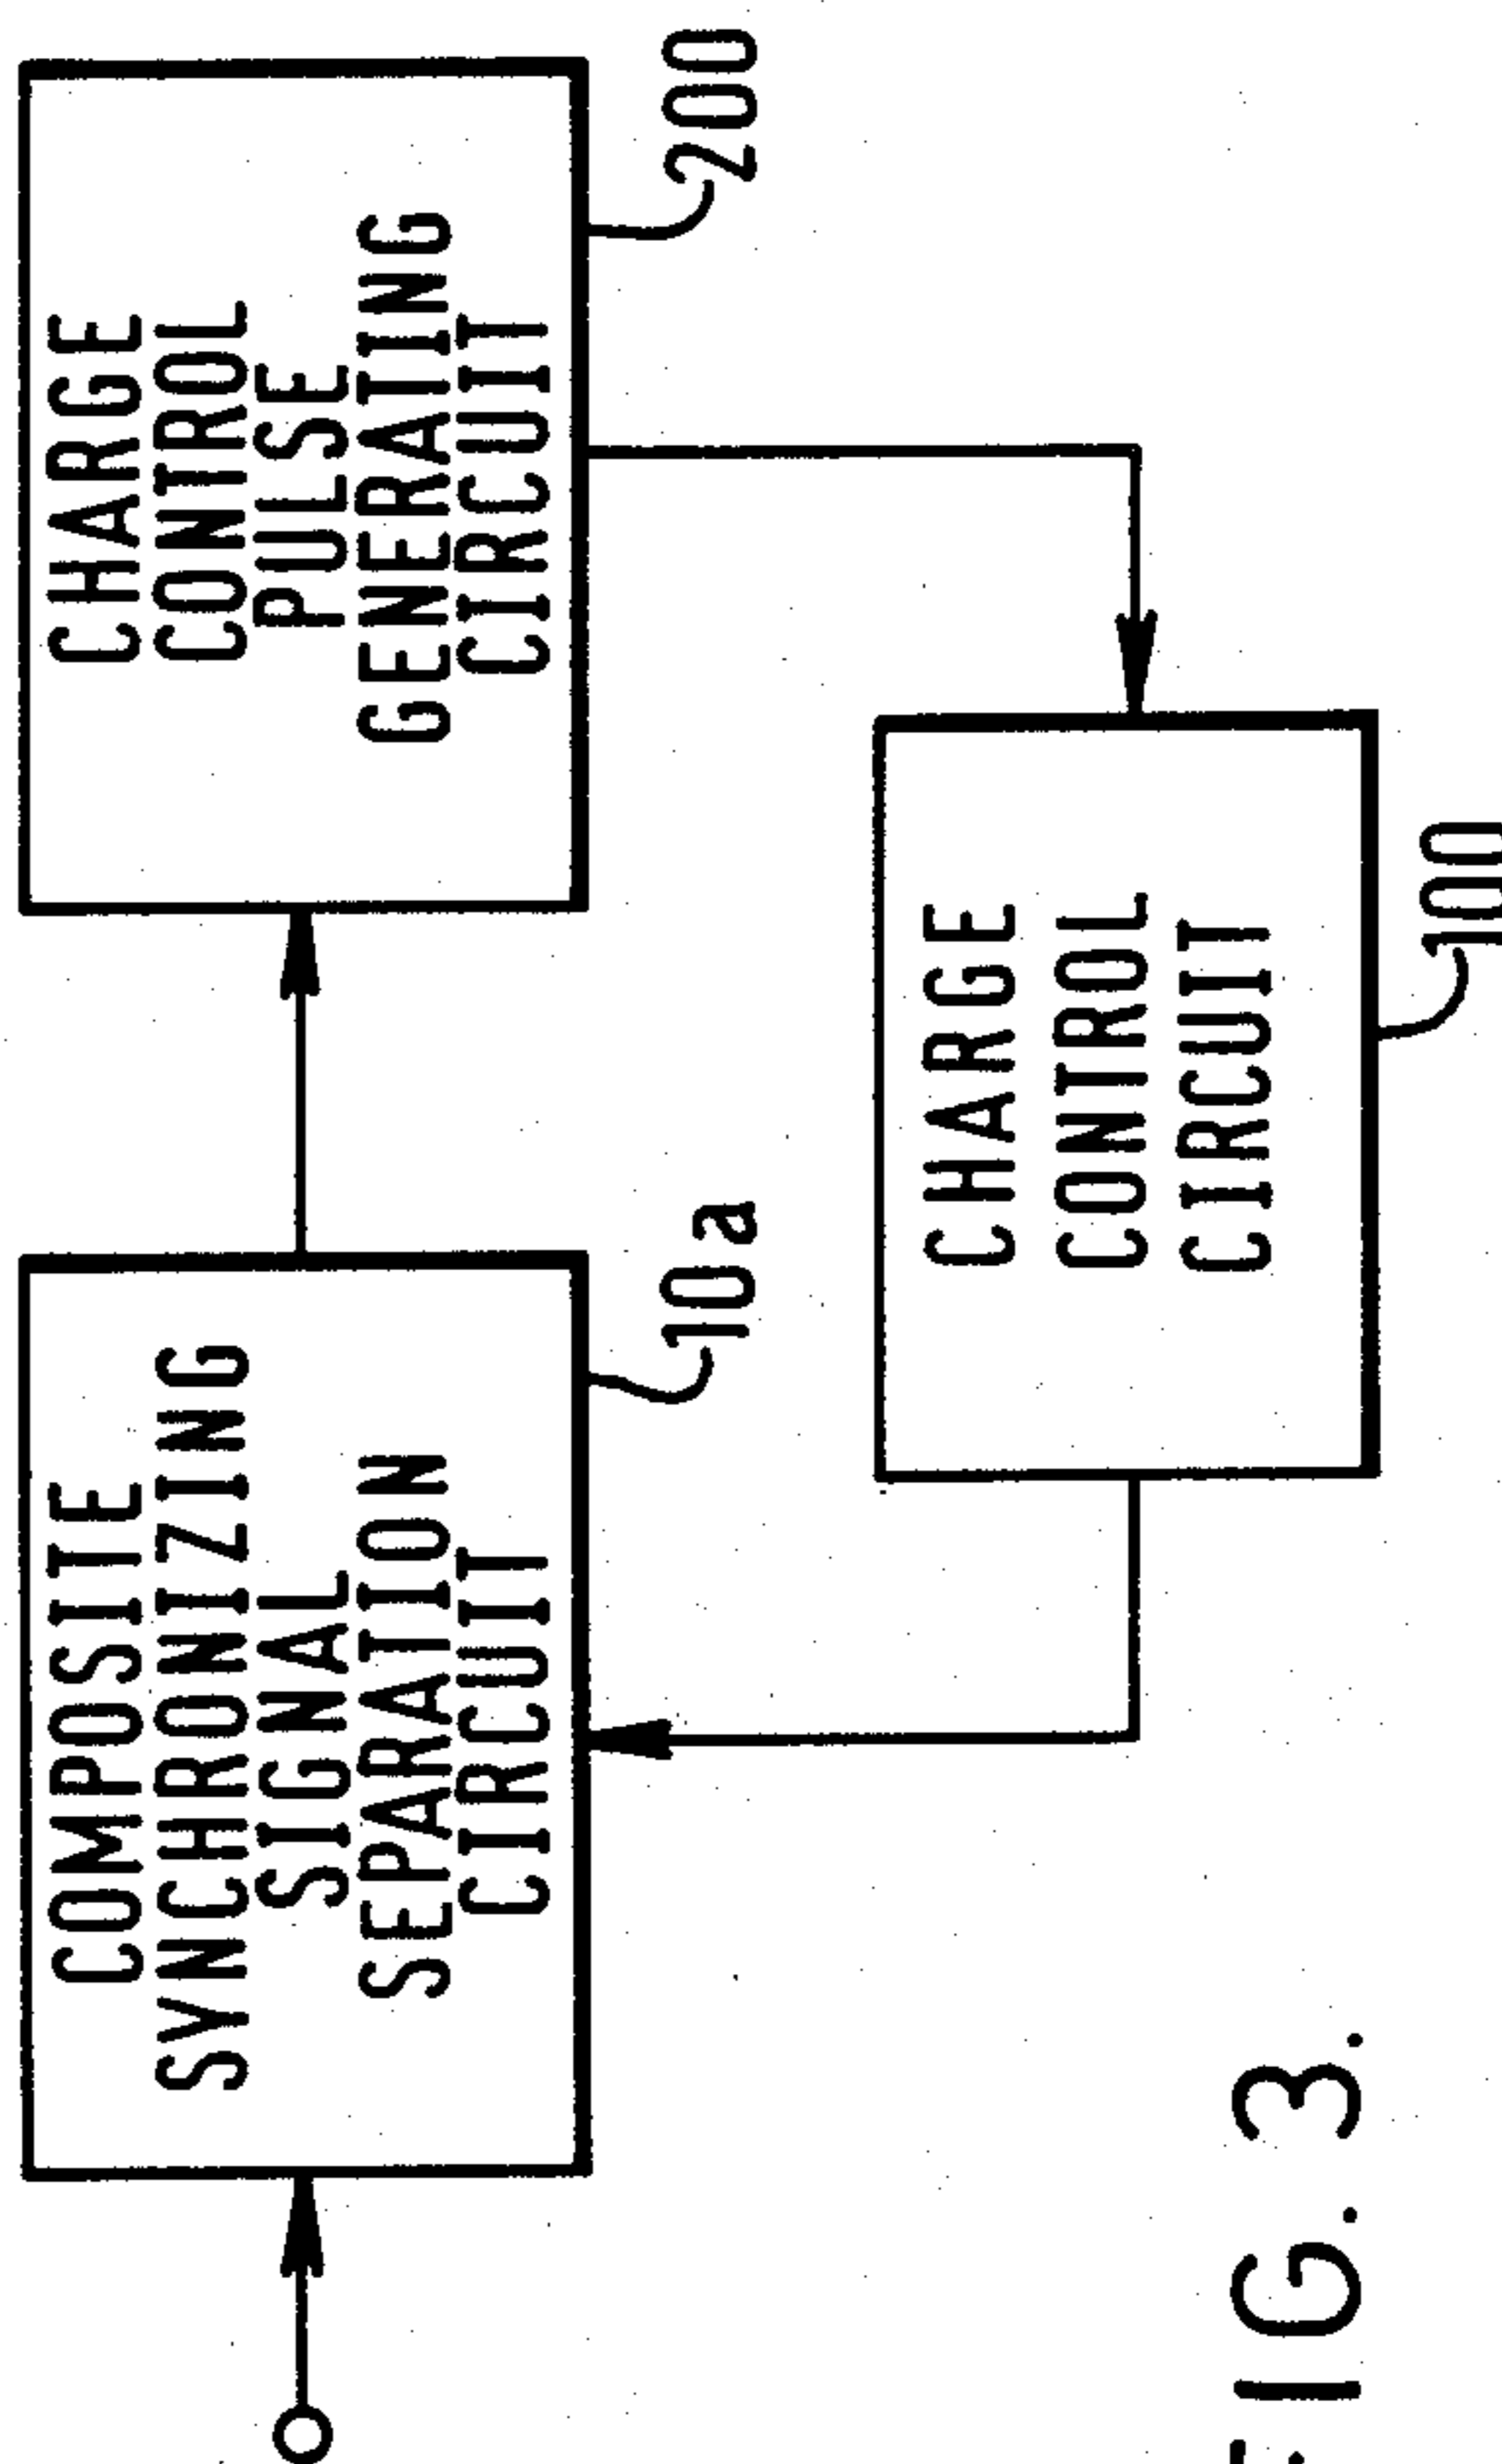 COMPOSITE
SYNCHRONIZING
SIGNAL
SEPARATION
CIRCUIT
10a
CHARGE
CONTROL
PULSE
GENERATING
CIRCUIT
200
CHARGE
CONTROL
CIRCUIT
100
FIG. 3.